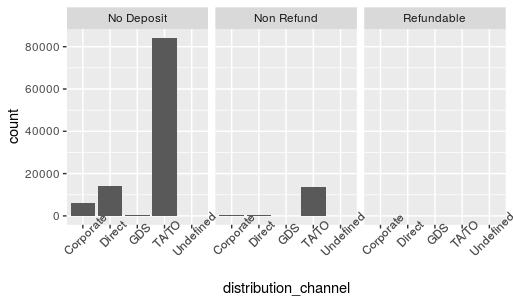 No Deposit Non Refund Refundable
80000
60000
40000
20000
0
count
Corporate Direct GDS TA/TO Undefined Corporate Direct GDS TA/TO Undefined Corporate Direct GDS TA/TO Undefined
distribution_channel